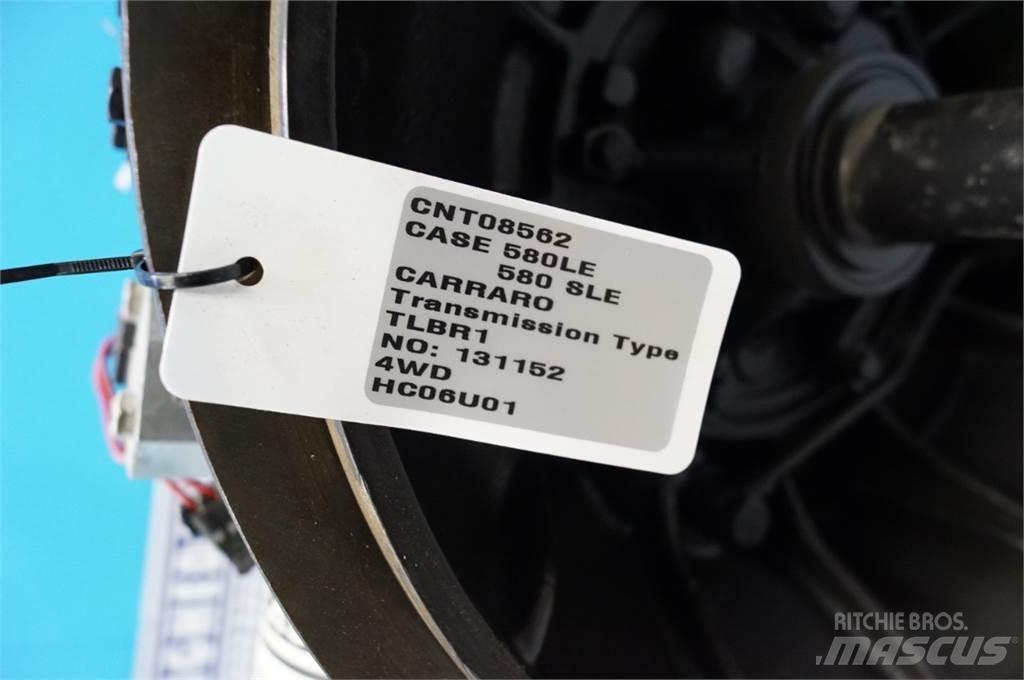 CNT08562
CASE 580LE
580 SLE
CARRARO
Transmission Type
TLBR1
NO: 131152
4WD
HC06U01
RITCHIE BROS.
MASCUS